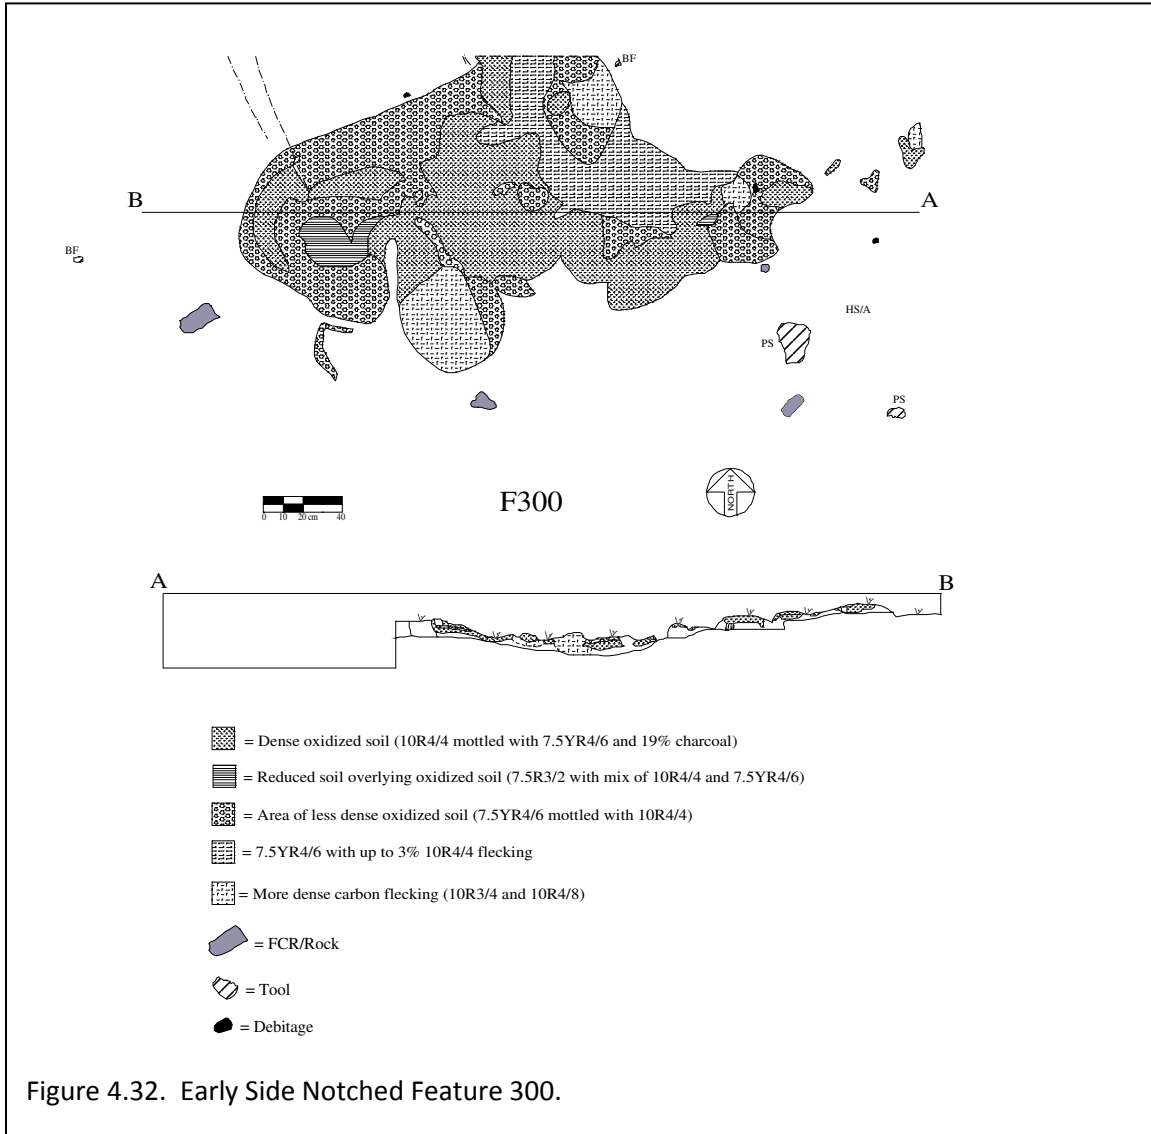 BF
B
A
BF
HS/A
PS
PS
0 10 20 cm 40
F300
NORTH
A
B
= Dense oxidized soil (10R4/4 mottled with 7.5YR4/6 and 19% charcoal)
= Reduced soil overlying oxidized soil (7.5R3/2 with mix of 10R4/4 and 7.5YR4/6)
= Area of less dense oxidized soil (7.5YR4/6 mottled with 10R4/4)
= 7.5YR4/6 with up to 3% 10R4/4 flecking
= More dense carbon flecking (10R3/4 and 10R4/8)
= FCR/Rock
= Tool
= Debitage
Figure 4.32. Early Side Notched Feature 300.